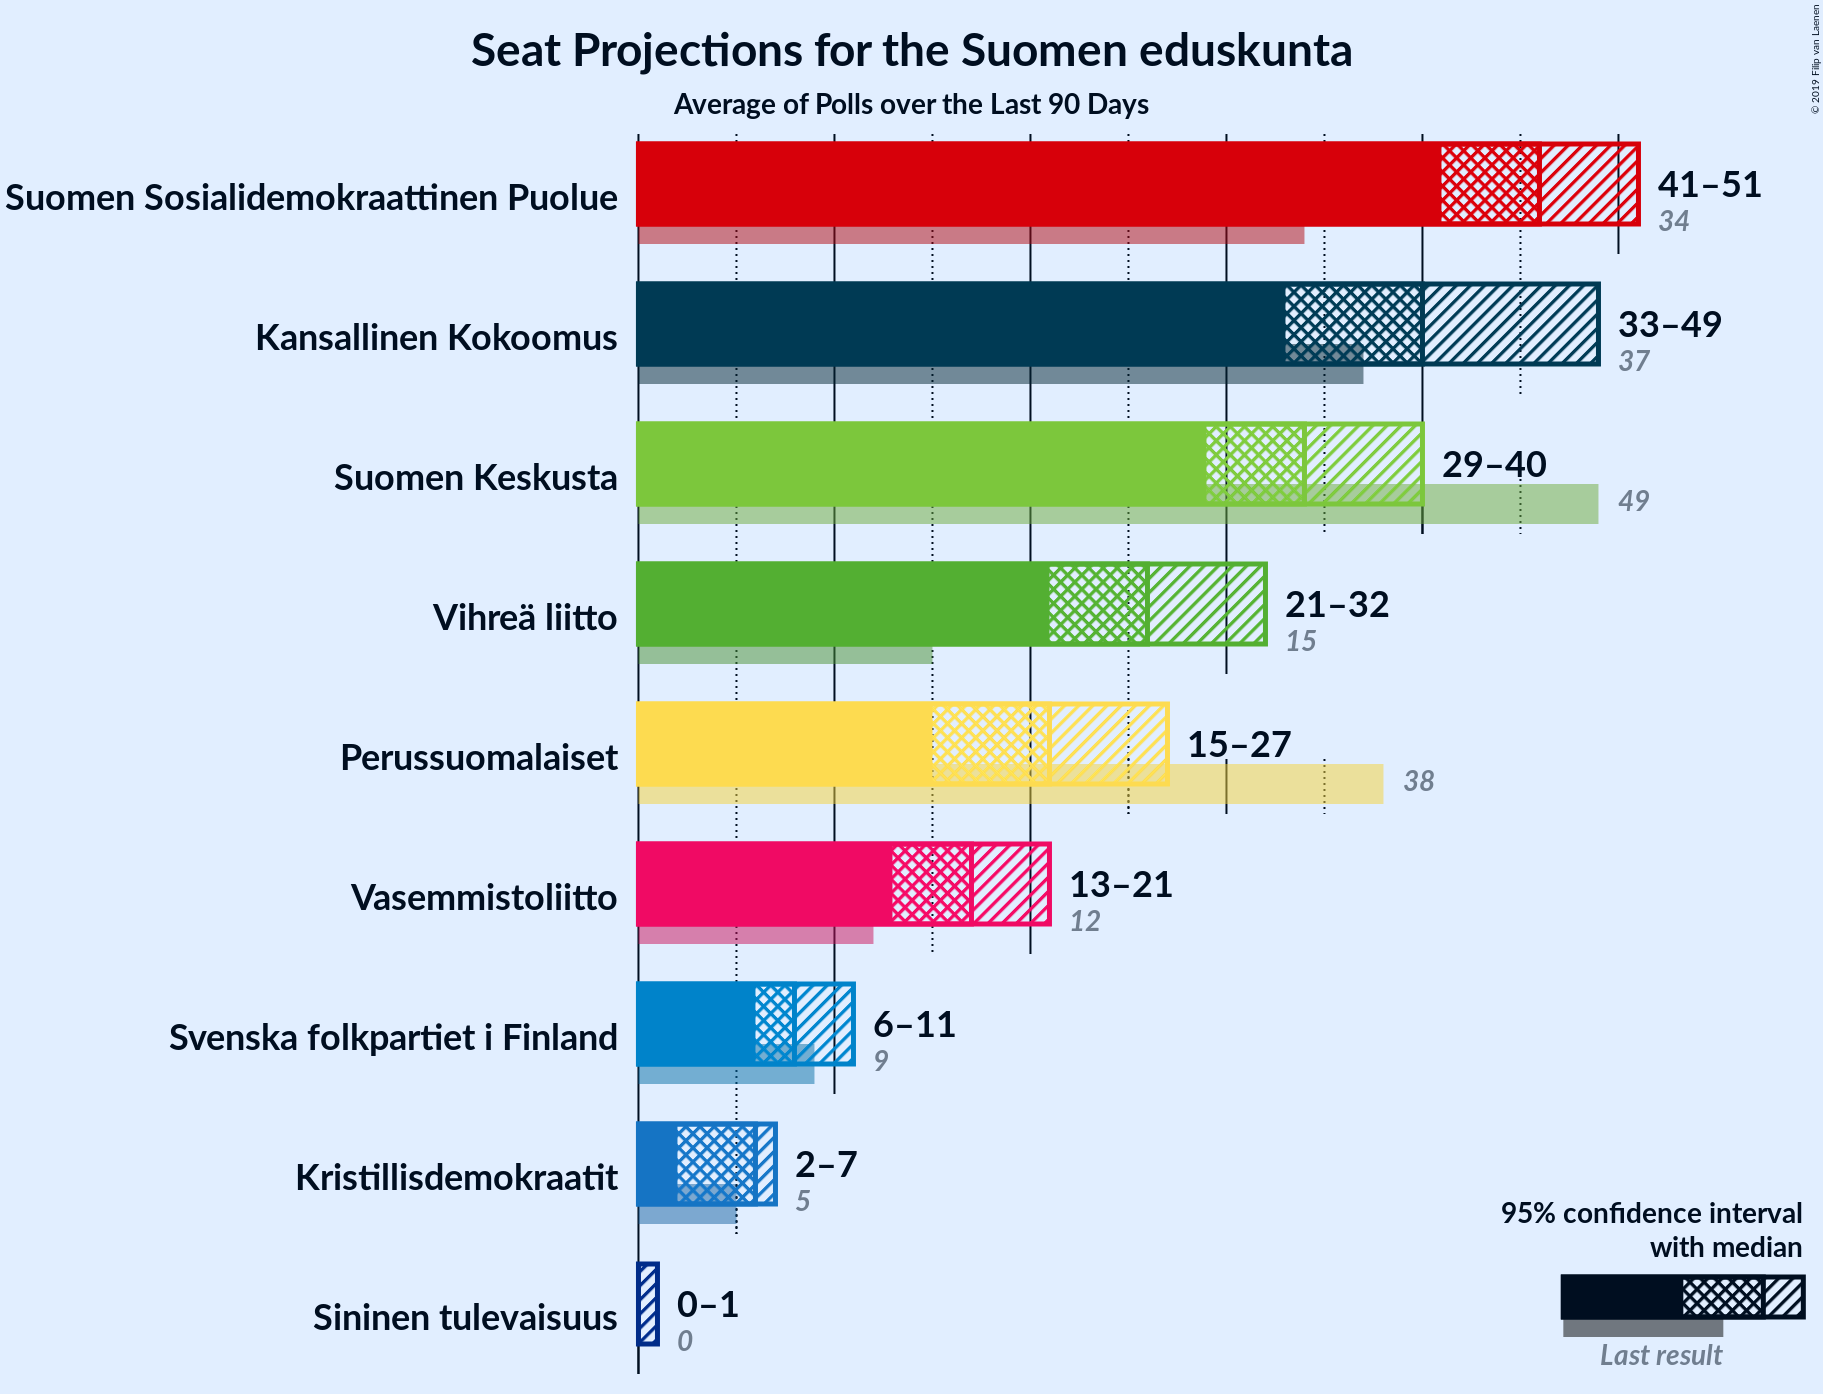 Seat Projections for the Suomen eduskunta
Average of Polls over the Last 90 Days
© 2019 Filip van Laenen
Suomen Sosialidemokraattinen Puolue
41–51
34
Kansallinen Kokoomus
33–49
37
Suomen Keskusta
29–40
49
Vihreä liitto
21–32
15
Perussuomalaiset
15–27
38
Vasemmistoliitto
13–21
12
Svenska folkpartiet i Finland
6–11
9
Kristillisdemokraatit
2–7
5
Sininen tulevaisuus
0–1
0
95% confidence interval
with median
Last result